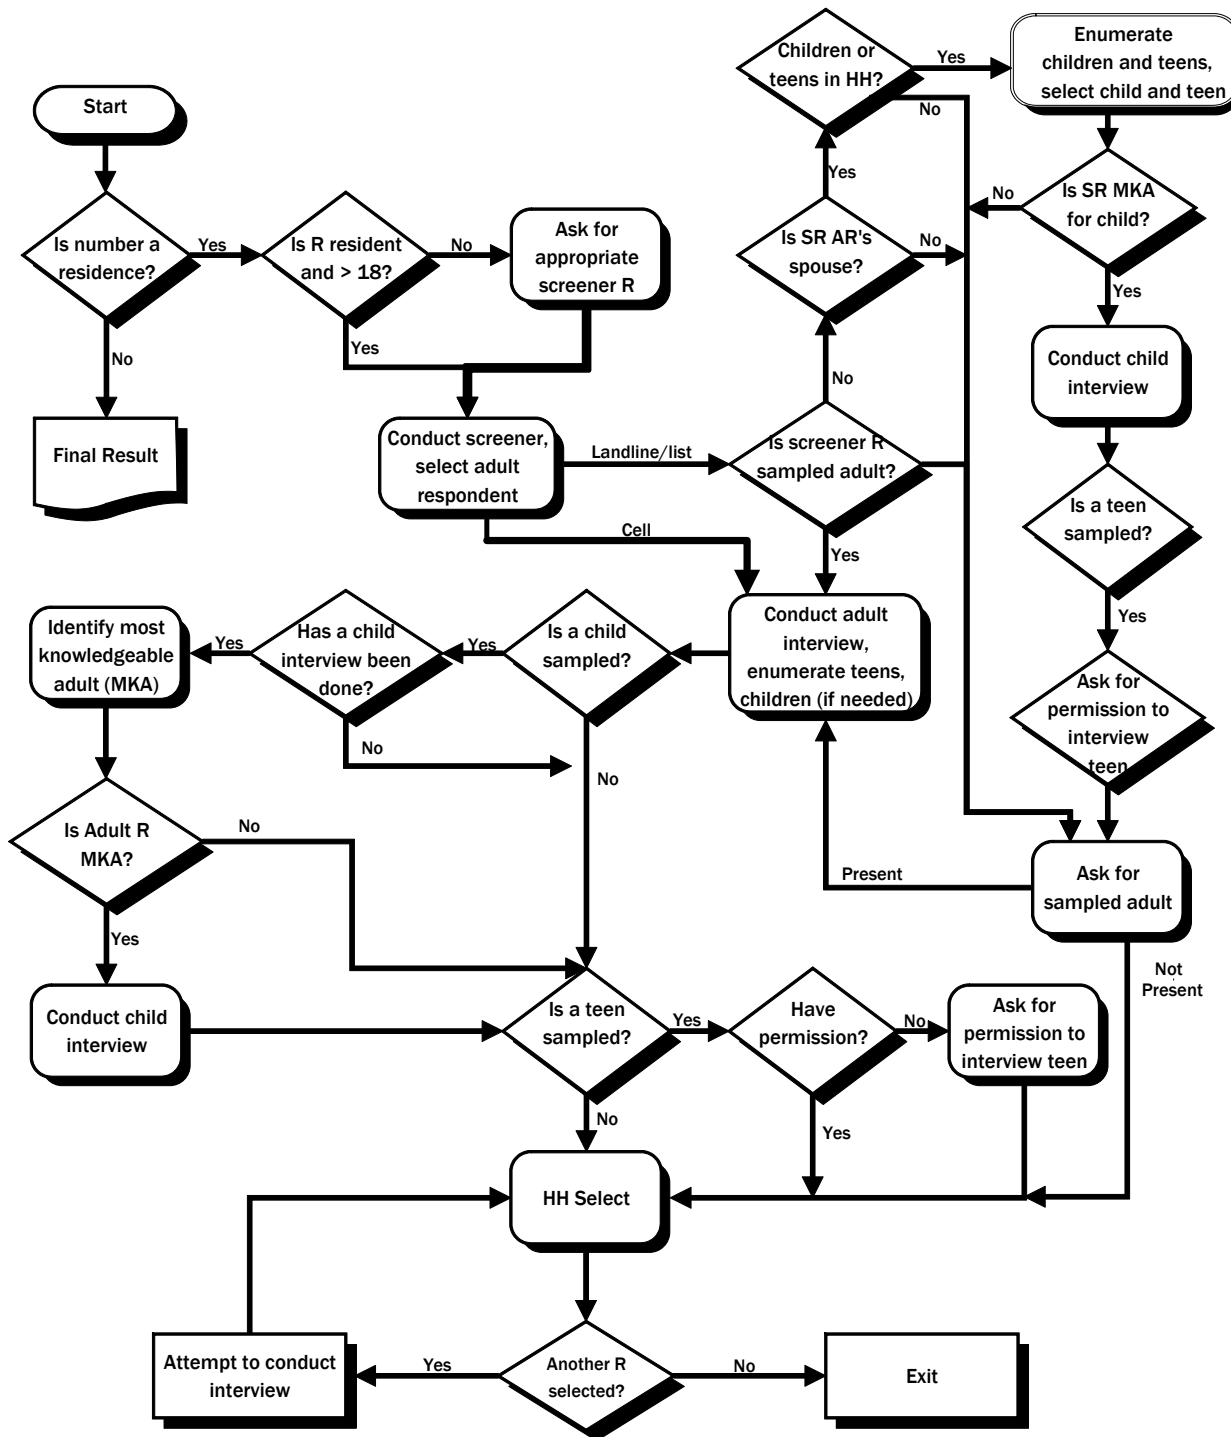 Start
Is number a
residence?
Yes
No
Final Result
Is R resident
and > 18?
No
Yes
Ask for
appropriate
screener R
Conduct screener,
select adult
respondent
Landline/list
Cell
Is screener R
sampled adult?
No
Yes
Is SR AR's
spouse?
No
Yes
Children or
teens in HH?
Yes
No
Enumerate
children and teens,
select child and teen
Is SR MKA
for child?
No
Yes
Conduct child
interview
Is a teen
sampled?
Yes
Ask for
permission to
interview
teen
Ask for
sampled adult
Present
Not
Present
Conduct adult
interview,
enumerate teens,
children (if needed)
Is a child
sampled?
Yes
No
Has a child
interview been
done?
Yes
No
Identify most
knowledgeable
adult (MKA)
Is Adult R
MKA?
No
Yes
Conduct child
interview
Is a teen
sampled?
Yes
No
Have
permission?
No
Yes
Ask for
permission to
interview teen
HH Select
Another R
selected?
Yes
No
Attempt to conduct
interview
Exit